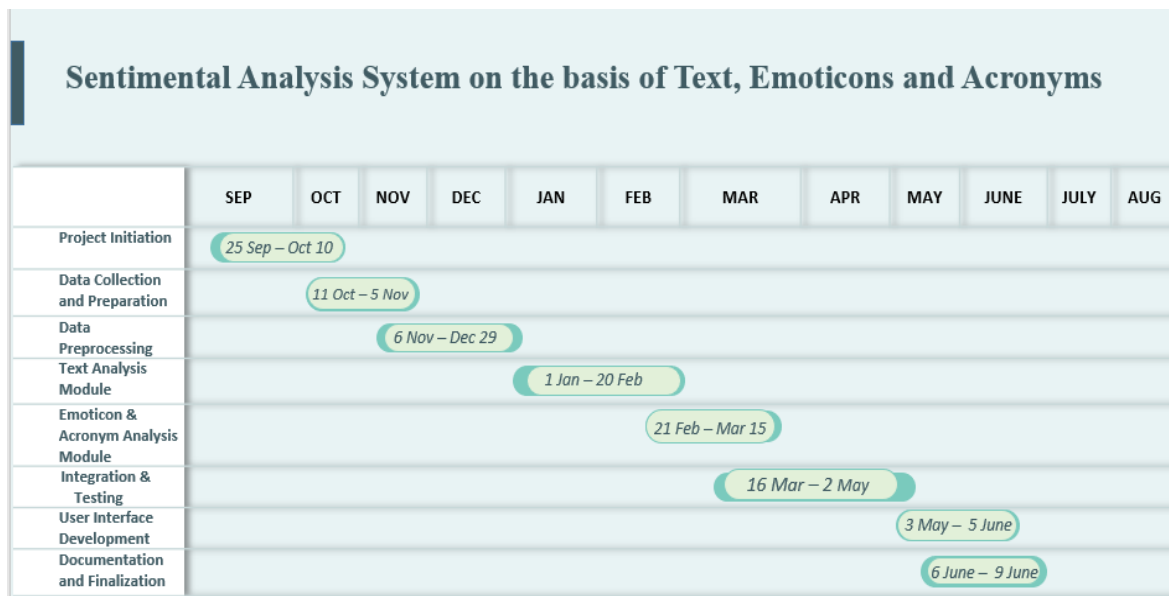 Sentimental Analysis System on the basis of Text, Emoticons and Acronyms
SEP OCT NOV DEC JAN FEB MAR APR MAY JUNE JULY AUG
Project Initiation
25 Sep – Oct 10
Data Collection
and Preparation
11 Oct – 5 Nov
Data
Preprocessing
6 Nov – Dec 29
Text Analysis
Module
1 Jan – 20 Feb
Emoticon &
Acronym Analysis
Module
21 Feb – Mar 15
Integration &
Testing
16 Mar – 2 May
User Interface
Development
3 May – 5 June
Documentation
and Finalization
6 June – 9 June